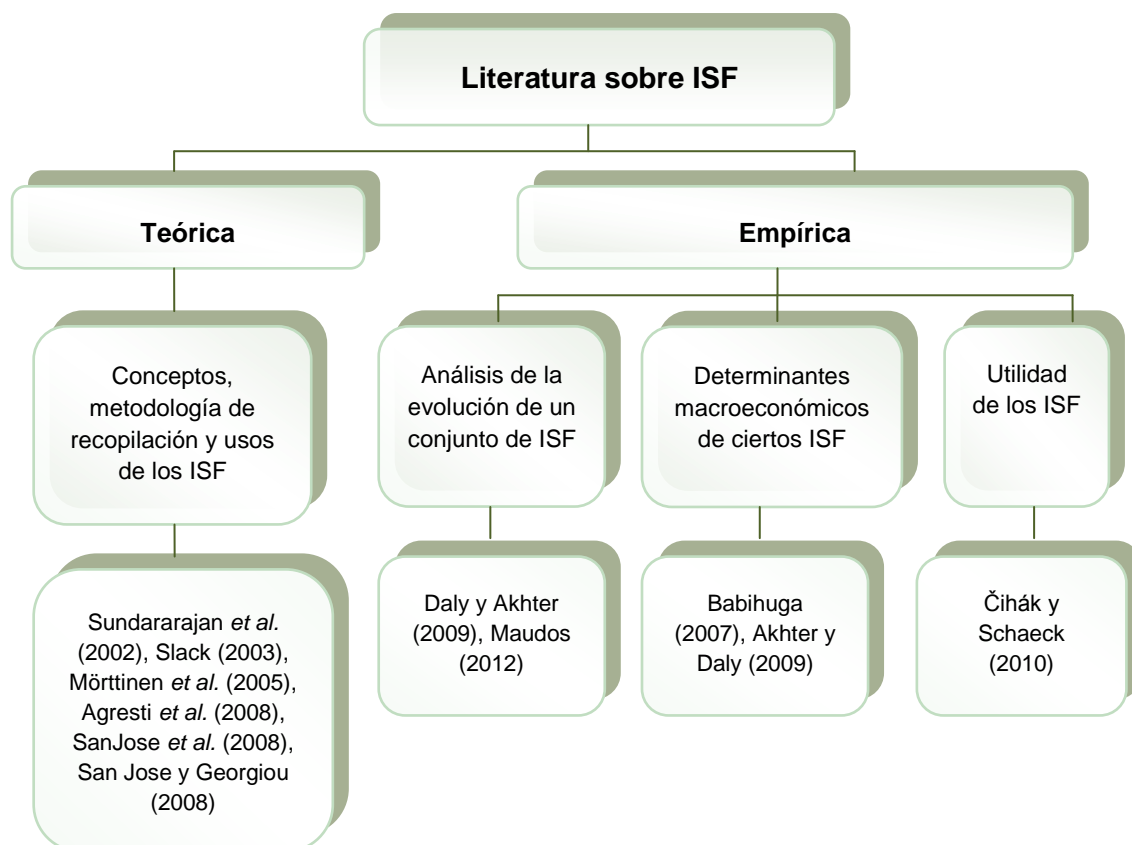 Literatura sobre ISF
Teórica
Empírica
Conceptos,
metodología de
recopilación y usos
de los ISF
Análisis de la
evolución de un
conjunto de ISF
Determinantes
macroeconómicos
de ciertos ISF
Utilidad
de los ISF
Sundararajan et al.
(2002), Slack (2003),
Mörttinen et al. (2005),
Agresti et al. (2008),
SanJose et al. (2008),
San Jose y Georgiou
(2008)
Daly y Akhter
(2009), Maudos
(2012)
Babihuga
(2007), Akhter y
Daly (2009)
Čihák y
Schaeck
(2010)